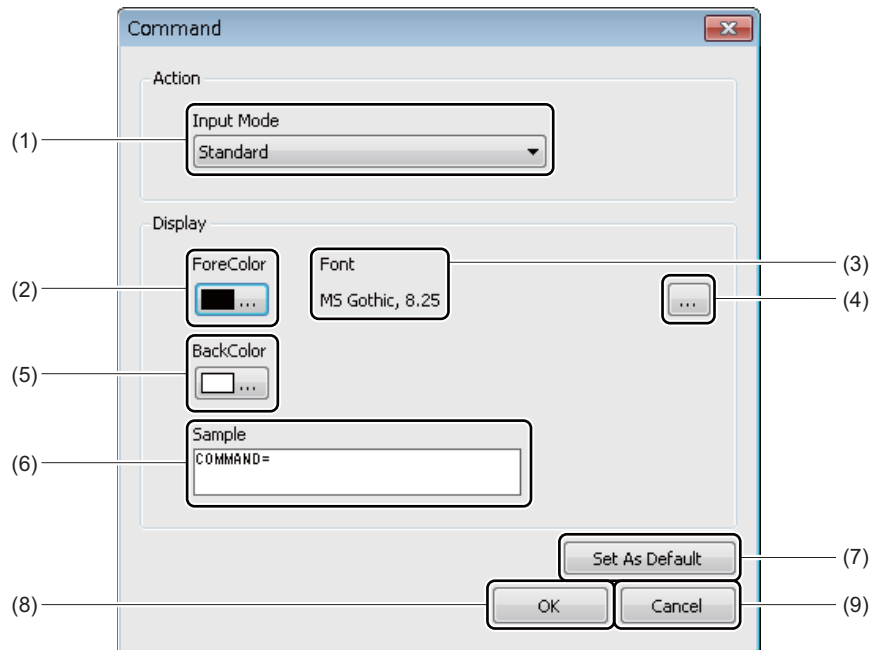 Command
Action
Input Mode
(1)
Standard
Display
ForeColor
Font
(3)
(2)
...
MS Gothic, 8.25
...
(4)
BackColor
(5)
...
Sample
(6)
COMMAND=
Set As Default
(7)
(8)
OK
Cancel
(9)